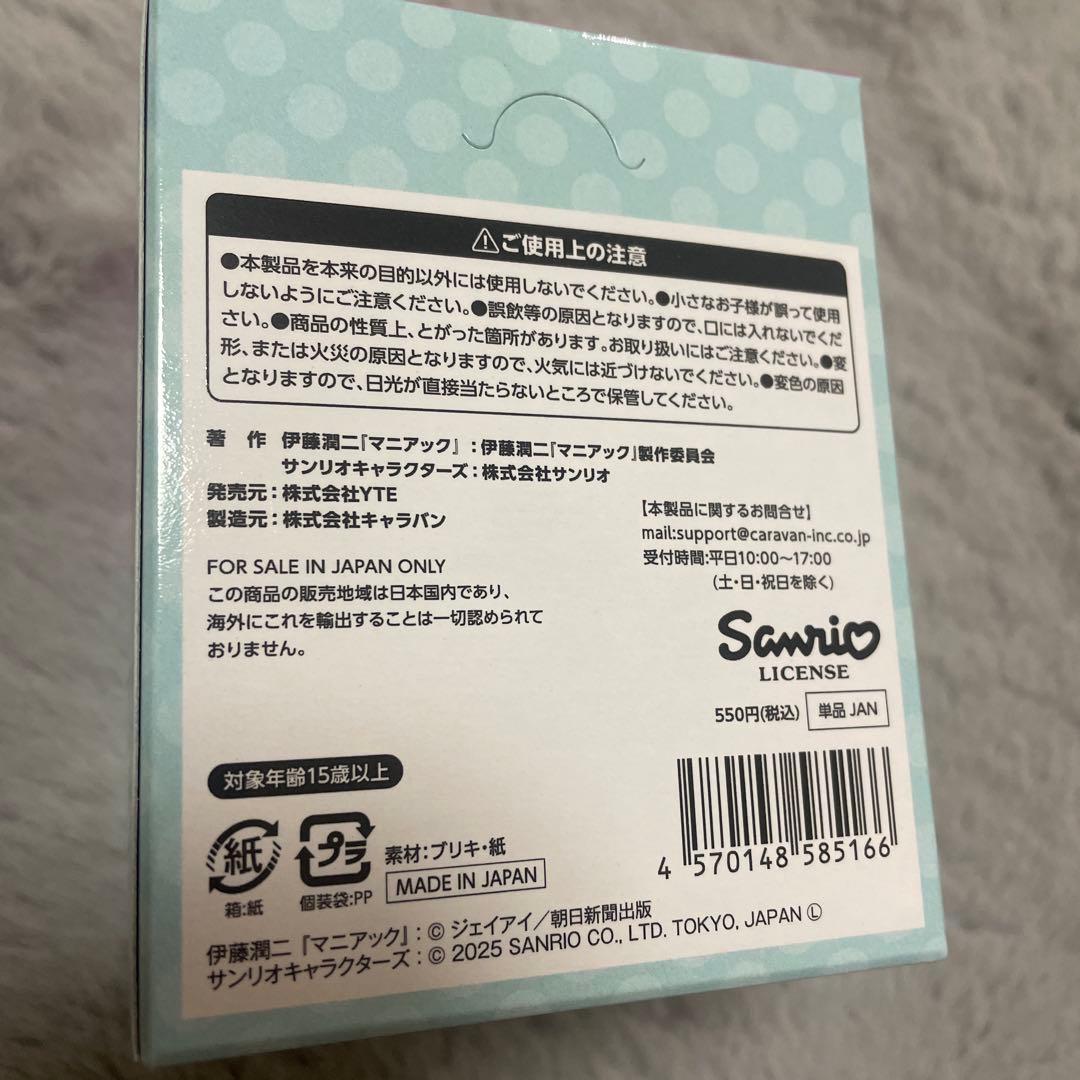 ⚠ご使用上の注意
●本製品を本来の目的以外には使用しないでください。●小さなお子様が誤って使用
しないようにご注意ください。●誤飲等の原因となりますので、口には入れないでくだ
さい。●商品の性質上、とがった箇所があります。お取り扱いにはご注意ください。●変
形、または火災の原因となりますので、火気には近づけないでください。●変色の原因
となりますので、日光が直接当たらないところで保管してください。
著 作 伊藤潤二『マニアック』:伊藤潤二『マニアック』製作委員会
サンリオキャラクターズ:株式会社サンリオ
発売元:株式会社YTE
製造元:株式会社キャラバン
【本製品に関するお問合せ】
mail:support@caravan-inc.co.jp
受付時間:平日10:00〜17:00
(土・日・祝日を除く)
FOR SALE IN JAPAN ONLY
この商品の販売地域は日本国内であり、
海外にこれを輸出することは一切認められて
おりません。
Sanrio
LICENSE
550円(税込) 単品 JAN
対象年齢15歳以上
紙
箱:紙
プラ
個装袋:PP
素材:ブリキ・紙
MADE IN JAPAN
4 570148 585166
伊藤潤二『マニアック』:© ジェイアイ/朝日新聞出版
サンリオキャラクターズ:© 2025 SANRIO CO., LTD. TOKYO, JAPAN Ⓛ